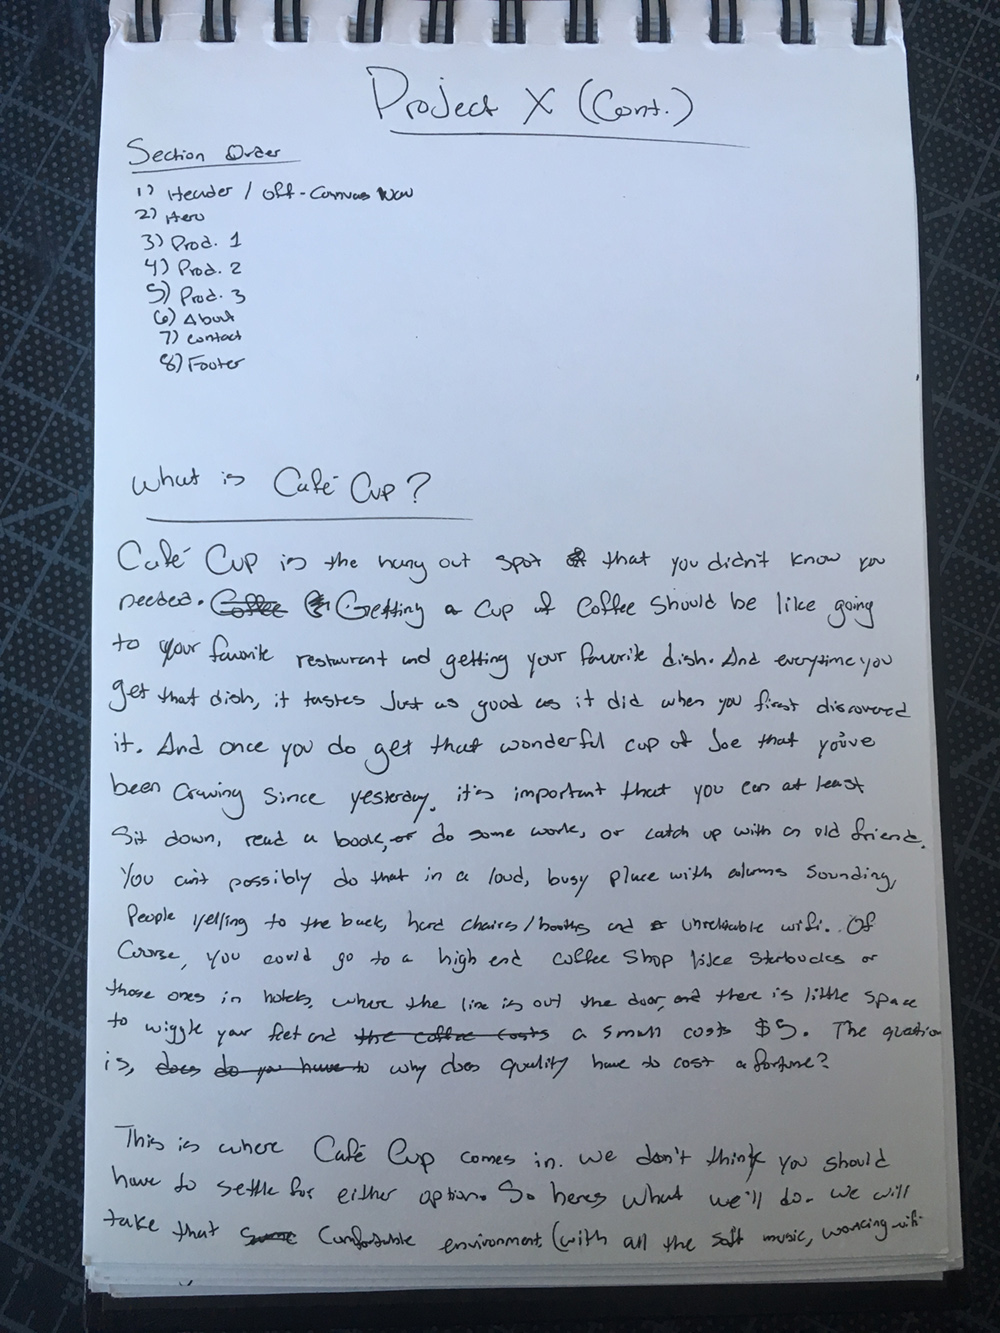 Project X (Cont.)
Section Order
1) Header / Off-Canvas Nav
2) Hero
3) Prod. 1
4) Prod. 2
5) Prod. 3
6) About
7) Contact
8) Footer
What is Café Cup?
Café Cup is the hang out spot that you didn't know you
needed. Coffee Getting a cup of coffee should be like going
to your favorite restaurant and getting your favorite dish. And everytime you
get that dish, it tastes just as good as it did when you first discovered
it. And once you do get that wonderful cup of Joe that you've
been craving since yesterday, it's important that you can at least
sit down, read a book, or do some work, or catch up with an old friend.
You can't possibly do that in a loud, busy place with alarms sounding,
people yelling to the back, hard chairs/booths and unreliable wifi. Of
course, you could go to a high end coffee shop like Starbucks or
those ones in hotels, where the line is out the door, and there is little space
to wiggle your feet and the coffee costs a small costs $5. The question
is, does do you have to why does quality have to cost a fortune?
This is where Café Cup comes in. We don't think you should
have to settle for either option. So heres what we'll do. We will
take that same comfortable environment (with all the soft music, working wifi